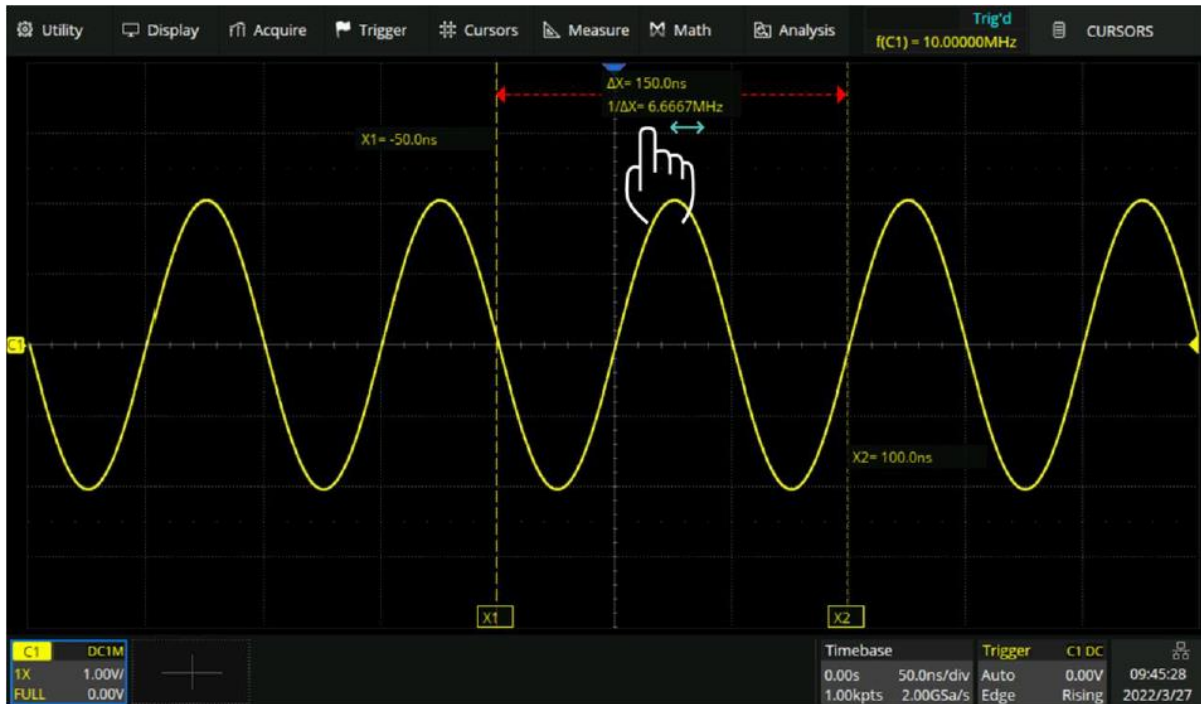 Utility Display Acquire Trigger Cursors Measure Math Analysis
Trig'd
f(C1) = 10.00000MHz
CURSORS
ΔX= 150.0ns
1/ΔX= 6.6667MHz
X1= -50.0ns
C1
X2= 100.0ns
X1
X2
C1 DC1M
1X 1.00V/
FULL 0.00V
Timebase
0.00s 50.0ns/div
1.00kpts 2.00GSa/s
Trigger C1 DC
Auto 0.00V
Edge Rising
09:45:28
2022/3/27